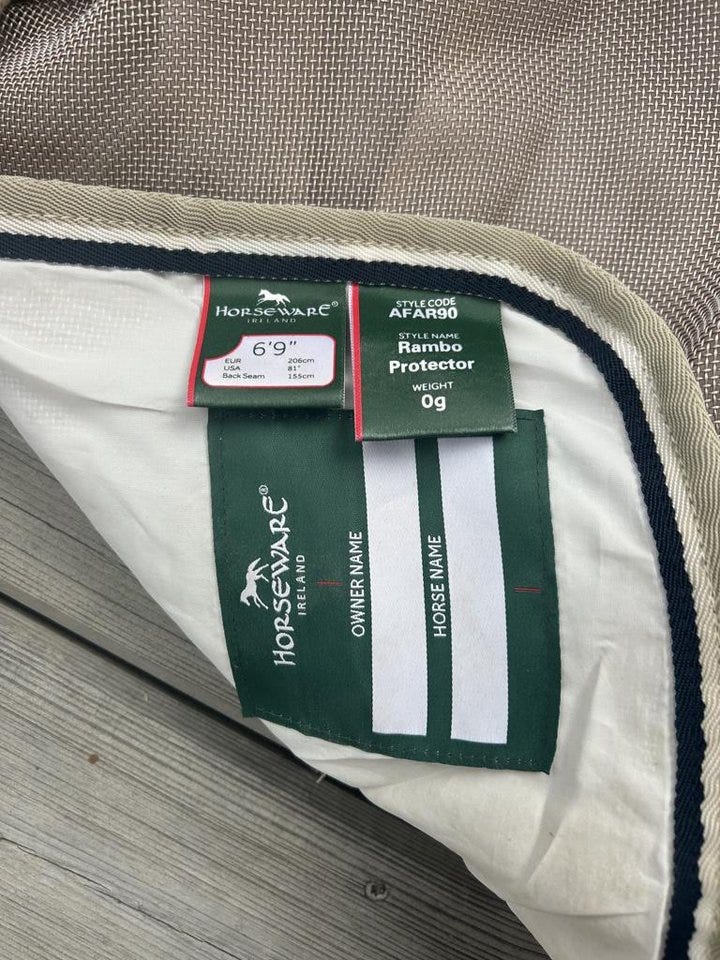 HORSEWARE®
IRELAND
6'9"
EUR 206cm
USA 81"
Back Seam 155cm
STYLE CODE
AFAR90
STYLE NAME
Rambo
Protector
WEIGHT
0g
HORSEWARE®
IRELAND
OWNER NAME
HORSE NAME